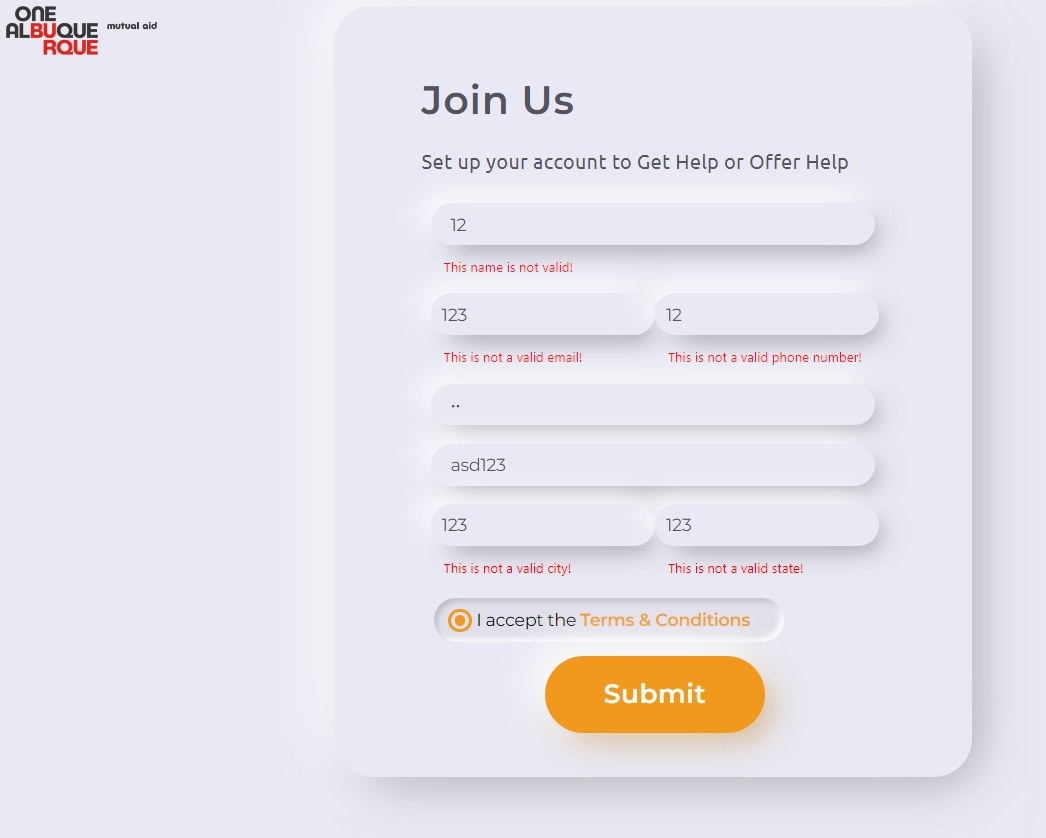 ONE
ALBUQUE mutual aid
RQUE
Join Us
Set up your account to Get Help or Offer Help
12
This name is not valid!
123 12
This is not a valid email! This is not a valid phone number!
••
asd123
123 123
This is not a valid city! This is not a valid state!
I accept the Terms & Conditions
Submit